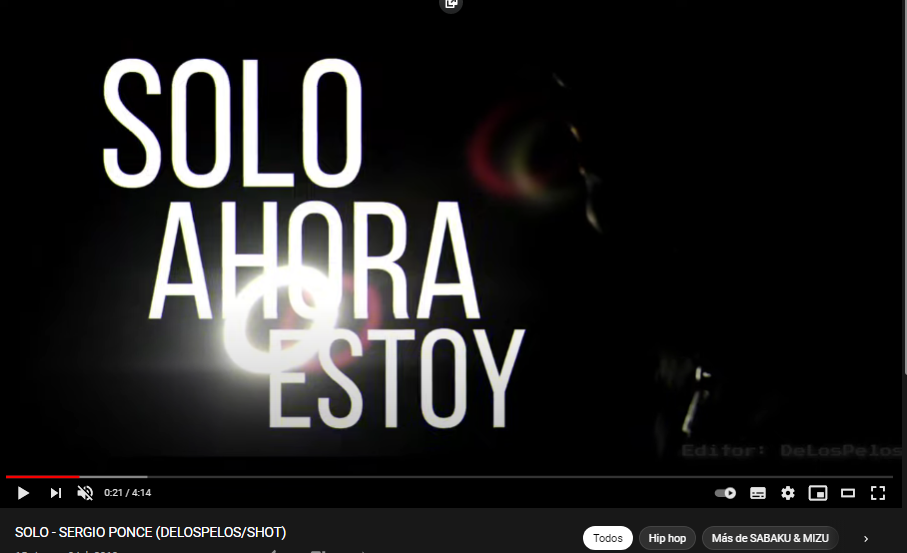 SOLO
AHORA
ESTOY
Editor: DeLosPelos
0:21 / 4:14
SOLO - SERGIO PONCE (DELOSPELOS/SHOT)
Todos
Hip hop
Más de SABAKU & MIZU